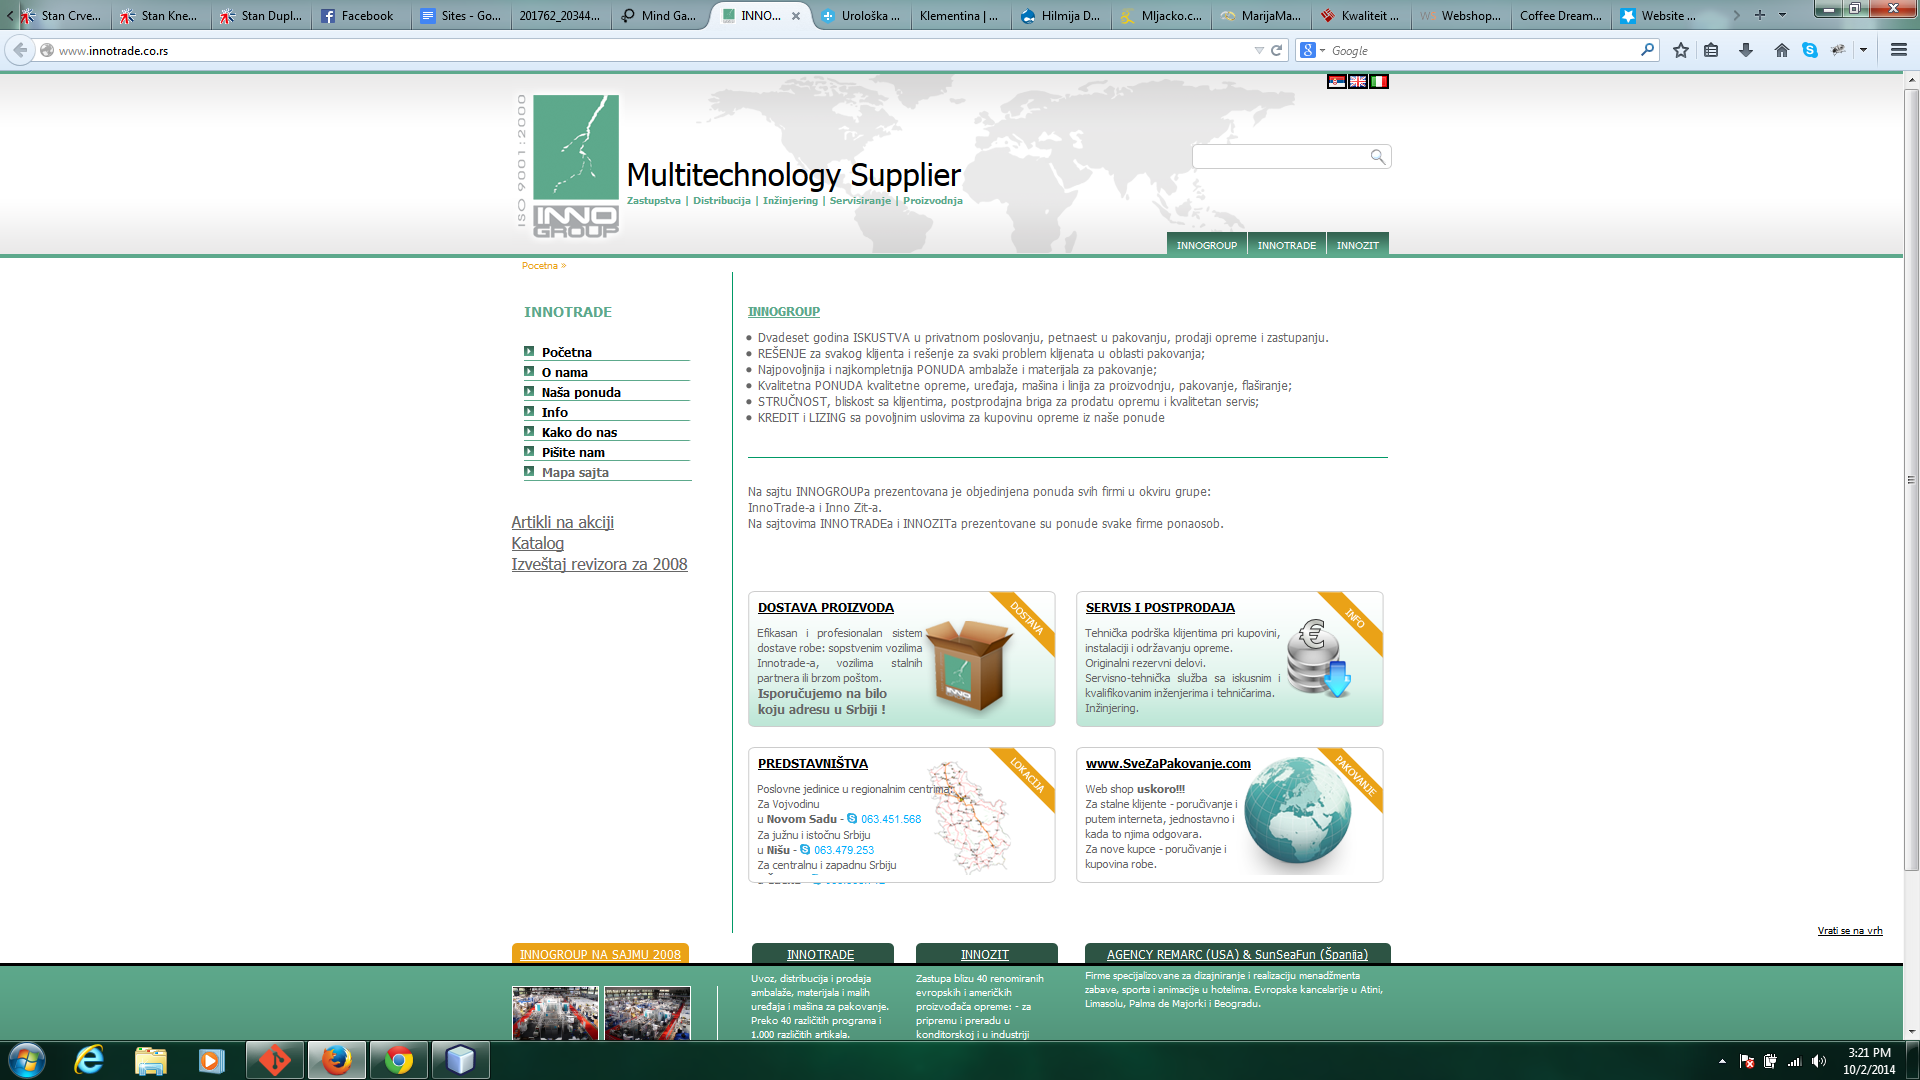 Stan Crve...
Stan Kne...
Stan Dupl...
Facebook
Sites - Go...
201762_20344...
Mind Ga...
INNO...
Urološka ...
Klementina | ...
Hilmija D...
Mljacko.c...
MarijaMa...
Kwaliteit ...
Webshop...
Coffee Dream...
Website ...
www.innotrade.co.rs
Google
ISO 9001:2000
INNO
GROUP
Multitechnology Supplier
Zastupstva | Distribucija | Inžinjering | Servisiranje | Proizvodnja
INNOGROUP
INNOTRADE
INNOZIT
Pocetna »
INNOTRADE
Početna
O nama
Naša ponuda
Info
Kako do nas
Pišite nam
Mapa sajta
Artikli na akciji
Katalog
Izveštaj revizora za 2008
INNOGROUP
Dvadeset godina ISKUSTVA u privatnom poslovanju, petnaest u pakovanju, prodaji opreme i zastupanju.
REŠENJE za svakog klijenta i rešenje za svaki problem klijenata u oblasti pakovanja;
Najpovoljnija i najkompletnija PONUDA ambalaže i materijala za pakovanje;
Kvalitetna PONUDA kvalitetne opreme, uređaja, mašina i linija za proizvodnju, pakovanje, flaširanje;
STRUČNOST, bliskost sa klijentima, postprodajna briga za prodatu opremu i kvalitetan servis;
KREDIT i LIZING sa povoljnim uslovima za kupovinu opreme iz naše ponude
Na sajtu INNOGROUPa prezentovana je objedinjena ponuda svih firmi u okviru grupe:
InnoTrade-a i Inno Zit-a.
Na sajtovima INNOTRADEa i INNOZITa prezentovane su ponude svake firme ponaosob.
DOSTAVA PROIZVODA
Efikasan i profesionalan sistem
dostave robe: sopstvenim vozilima
Innotrade-a, vozilima stalnih
partnera ili brzom poštom.
Isporučujemo na bilo
koju adresu u Srbiji !
DOSTAVA
INNO
SERVIS I POSTPRODAJA
Tehnička podrška klijentima pri kupovini,
instalaciji i održavanju opreme.
Originalni rezervni delovi.
Servisno-tehnička služba sa iskusnim i
kvalifikovanim inženjerima i tehničarima.
Inžinjering.
INFO
€
PREDSTAVNIŠTVA
Poslovne jedinice u regionalnim centrima:
Za Vojvodinu
u Novom Sadu - 063.451.568
Za južnu i istočnu Srbiju
u Nišu - 063.479.253
Za centralnu i zapadnu Srbiju
LOKACIJA
www.SveZaPakovanje.com
Web shop uskoro!!!
Za stalne klijente - poručivanje i
putem interneta, jednostavno i
kada to njima odgovara.
Za nove kupce - poručivanje i
kupovina robe.
PAKOVANJE
Vrati se na vrh
INNOGROUP NA SAJMU 2008
INNOTRADE
Uvoz, distribucija i prodaja
ambalaže, materijala i malih
uređaja i mašina za pakovanje.
Preko 40 različitih programa i
1.000 različitih artikala.
INNOZIT
Zastupa blizu 40 renomiranih
evropskih i američkih
proizvođača opreme: - za
pripremu i preradu u
konditorskoj i u industriji
AGENCY REMARC (USA) & SunSeaFun (Španija)
Firme specijalizovane za dizajniranje i realizaciju menadžmenta
zabave, sporta i animacije u hotelima. Evropske kancelarije u Atini,
Limasolu, Palma de Majorki i Beogradu.
3:21 PM
10/2/2014